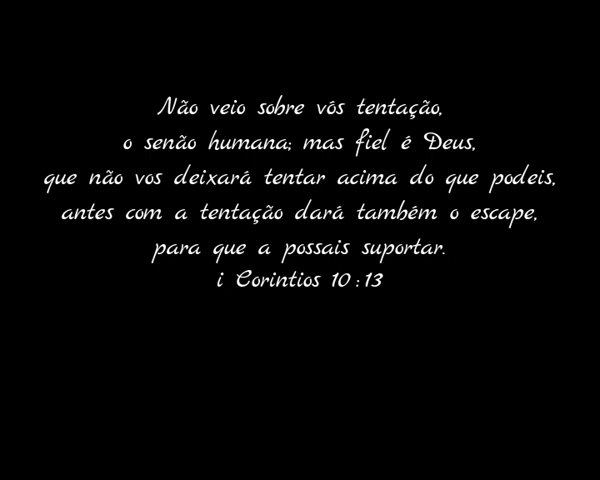 Não veio sobre vós tentação,
o senão humana; mas fiel é Deus,
que não vos deixará tentar acima do que podeis,
antes com a tentação dará também o escape,
para que a possais suportar.
i Coríntios 10:13